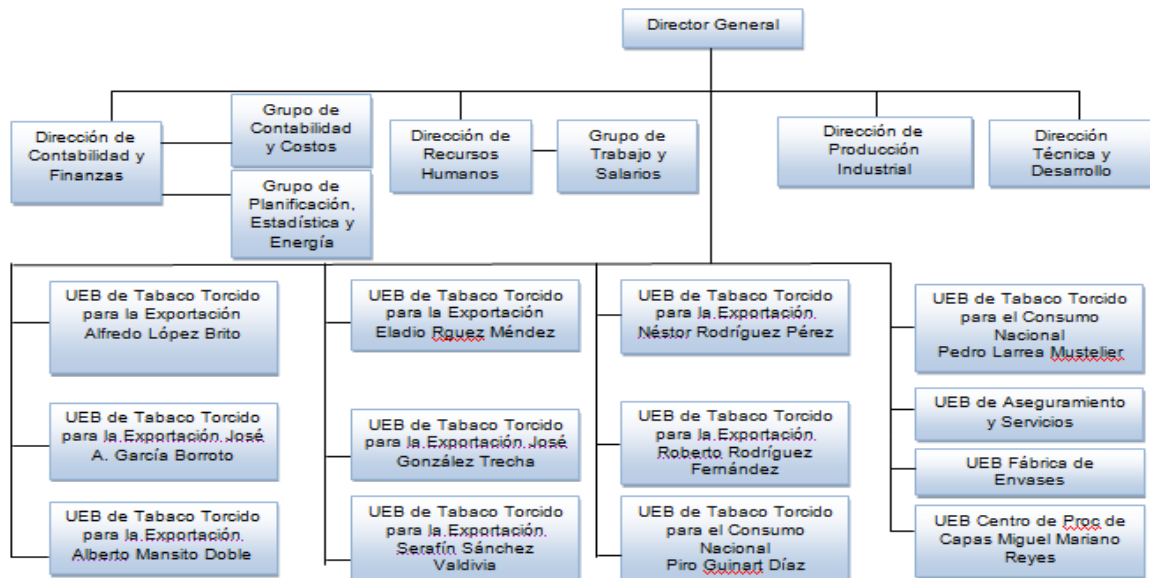 Director General
Dirección de
Contabilidad y
Finanzas
Grupo de
Contabilidad
y Costos
Grupo de
Planificación,
Estadística y
Energía
Dirección de
Recursos
Humanos
Grupo de
Trabajo y
Salarios
Dirección de
Producción
Industrial
Dirección
Técnica y
Desarrollo
UEB de Tabaco Torcido
para la Exportación
Alfredo López Brito
UEB de Tabaco Torcido
para la Exportación José
A. García Borroto
UEB de Tabaco Torcido
para la Exportación
Alberto Mansito Doble
UEB de Tabaco Torcido
para la Exportación
Eladio Rguez Méndez
UEB de Tabaco Torcido
para la Exportación José
González Trecha
UEB de Tabaco Torcido
para la Exportación
Serafín Sánchez
Valdivia
UEB de Tabaco Torcido
para la Exportación
Néstor Rodríguez Pérez
UEB de Tabaco Torcido
para la Exportación
Roberto Rodríguez
Fernández
UEB de Tabaco Torcido
para el Consumo
Nacional
Piro Guinart Díaz
UEB de Tabaco Torcido
para el Consumo
Nacional
Pedro Larrea Mustelier
UEB de Aseguramiento
y Servicios
UEB Fábrica de
Envases
UEB Centro de Proc de
Capas Miguel Mariano
Reyes